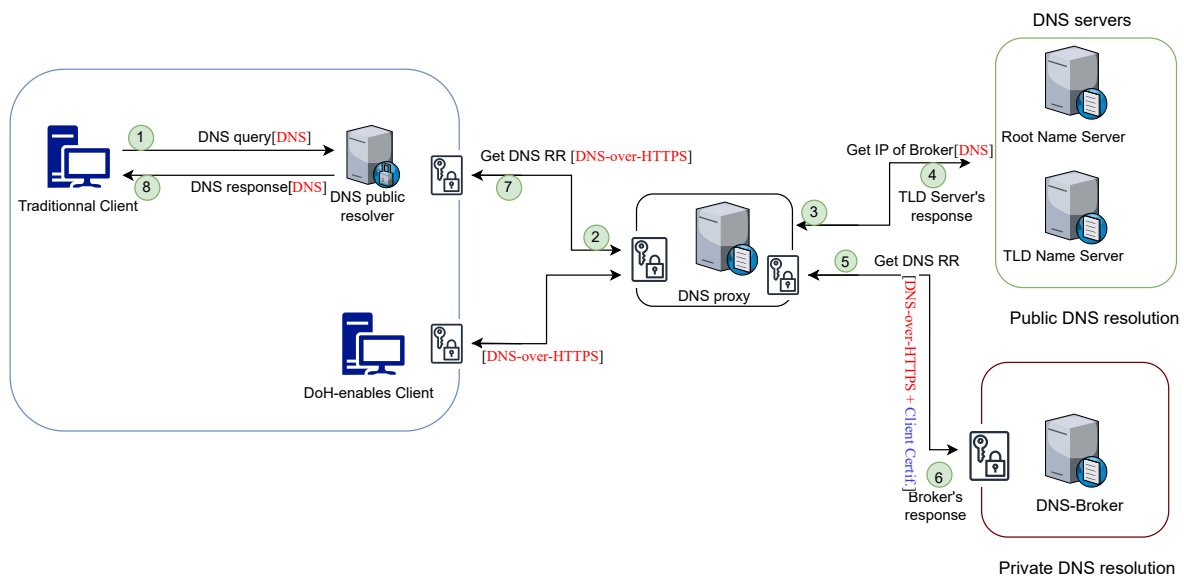 DNS servers
Root Name Server
TLD Name Server
Public DNS resolution
1
DNS query[DNS]
8
DNS response[DNS]
Traditionnal Client
DNS public
resolver
Get DNS RR [DNS-over-HTTPS]
7
2
3
Get IP of Broker[DNS]
4
TLD Server's
response
DNS proxy
5
Get DNS RR
[DNS-over-HTTPS + Client Certif.]
6
Broker's
response
[DNS-over-HTTPS]
DoH-enables Client
DNS-Broker
Private DNS resolution